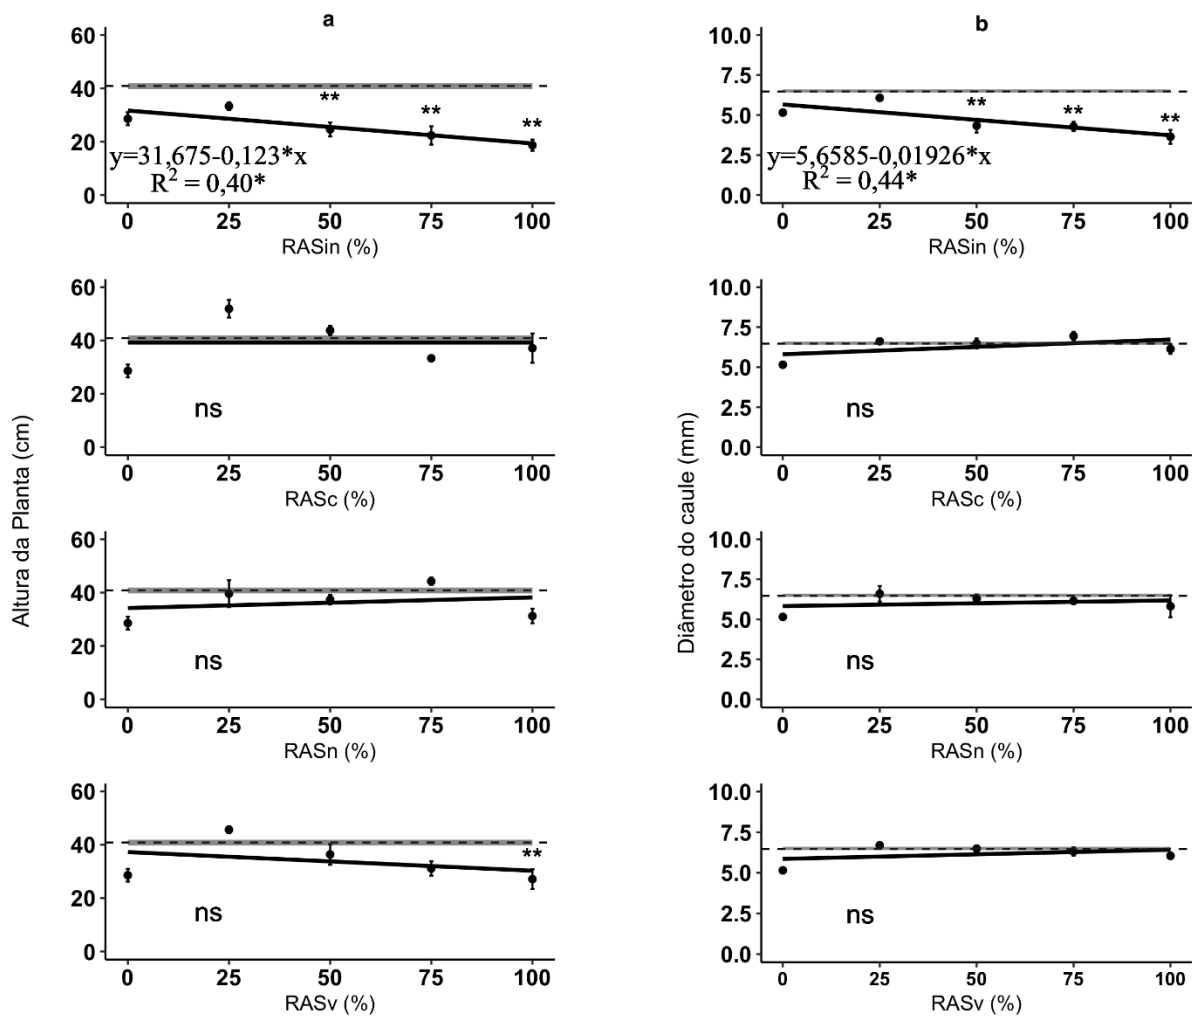 a
60
40
20
0
** ** **
y=31,675-0,123*x
R² = 0,40*
0 25 50 75 100
RASin (%)
60
40
20
0
ns
0 25 50 75 100
RASc (%)
Altura da Planta (cm)
60
40
20
0
ns
0 25 50 75 100
RASn (%)
60
40
20
0
**
ns
0 25 50 75 100
RASv (%)
b
10.0
7.5
5.0
2.5
0.0
** ** **
y=5,6585-0,01926*x
R² = 0,44*
0 25 50 75 100
RASin (%)
10.0
7.5
5.0
2.5
0.0
ns
0 25 50 75 100
RASc (%)
Diâmetro do caule (mm)
10.0
7.5
5.0
2.5
0.0
ns
0 25 50 75 100
RASn (%)
10.0
7.5
5.0
2.5
0.0
ns
0 25 50 75 100
RASv (%)